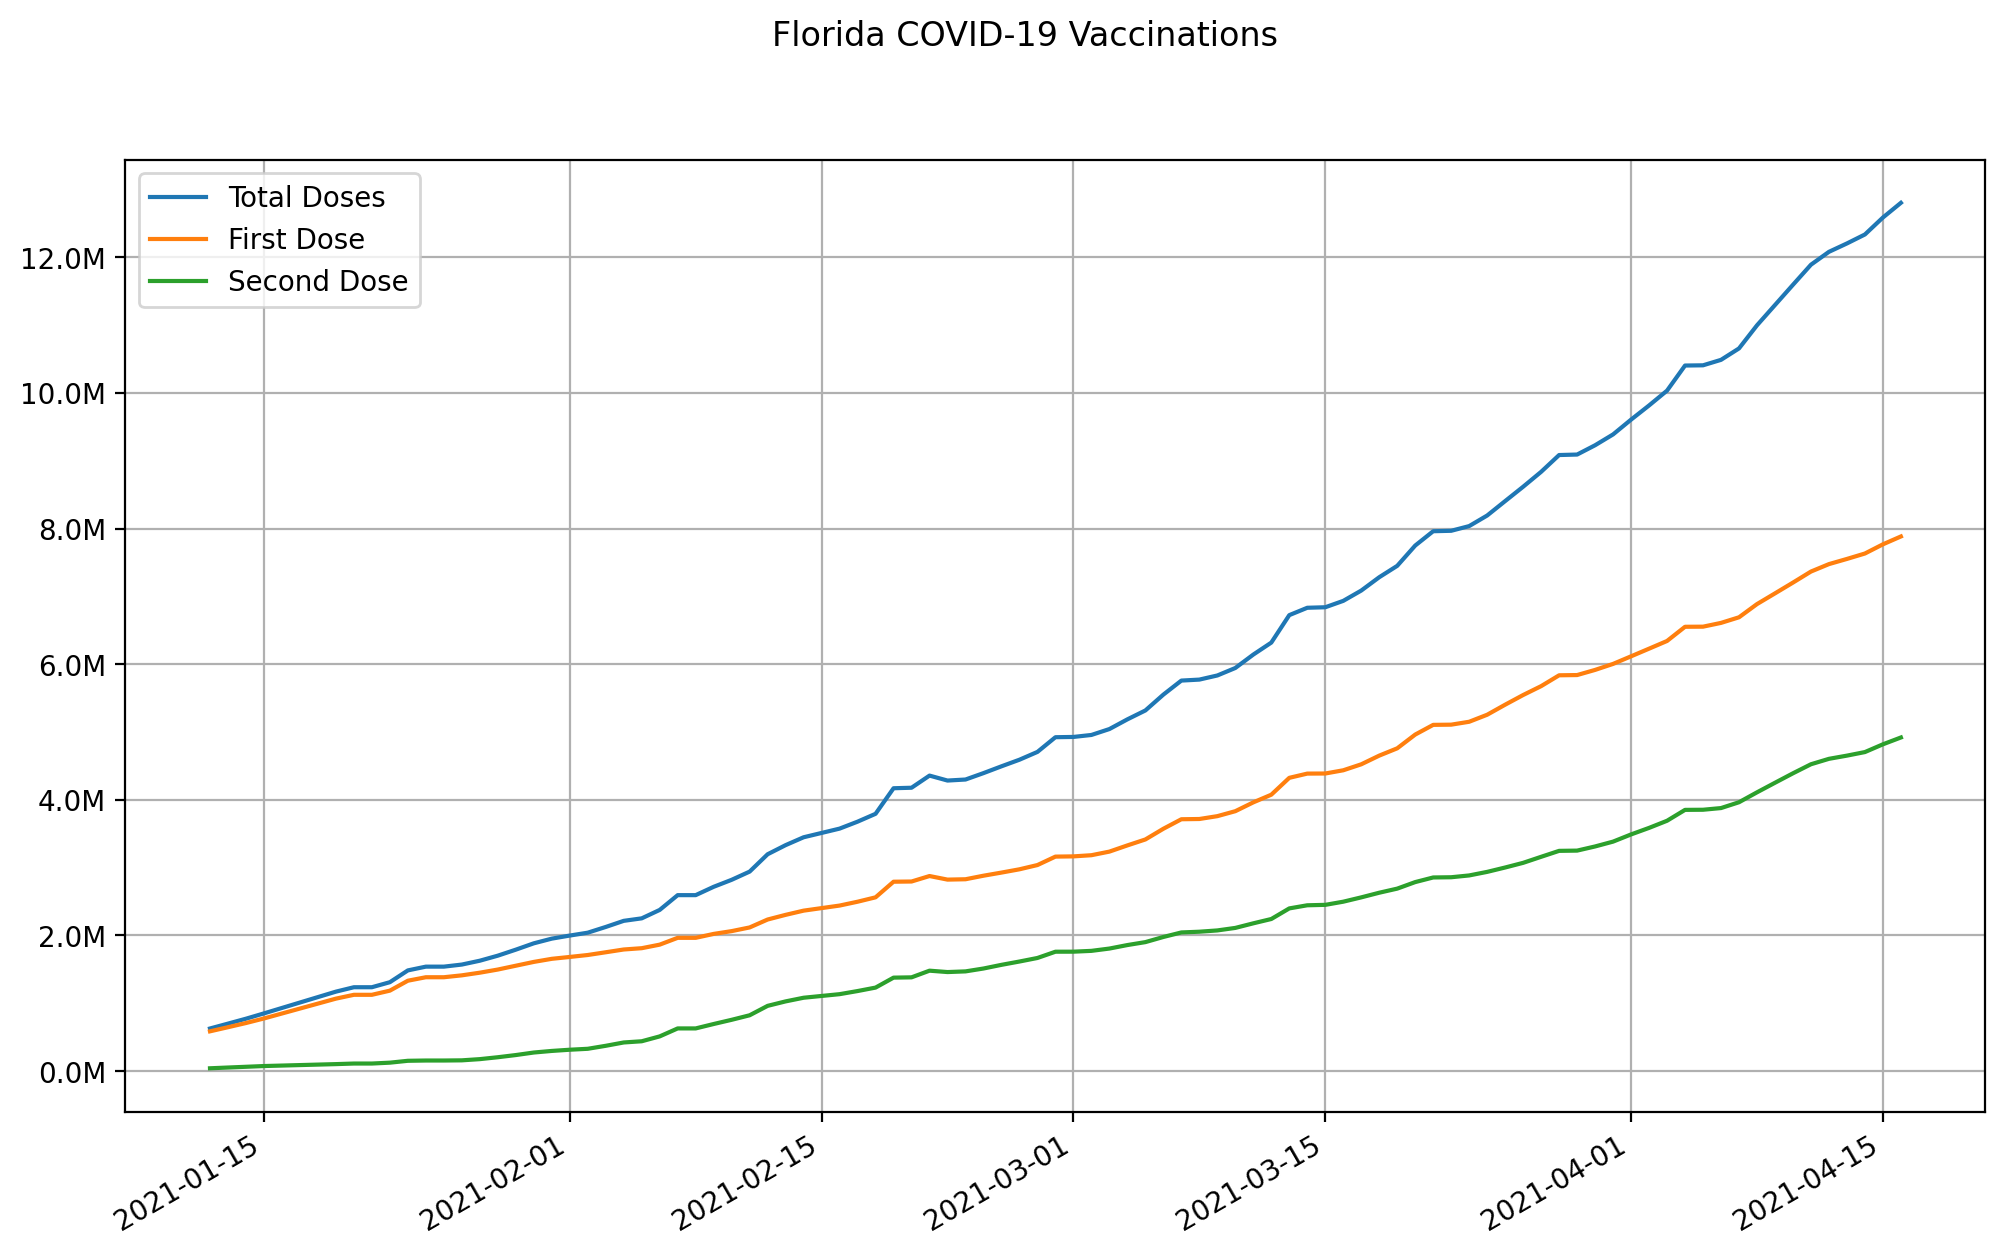 Florida COVID-19 Vaccinations
Total Doses
First Dose
Second Dose
12.0M
10.0M
8.0M
6.0M
4.0M
2.0M
0.0M
2021-01-15
2021-02-01
2021-02-15
2021-03-01
2021-03-15
2021-04-01
2021-04-15